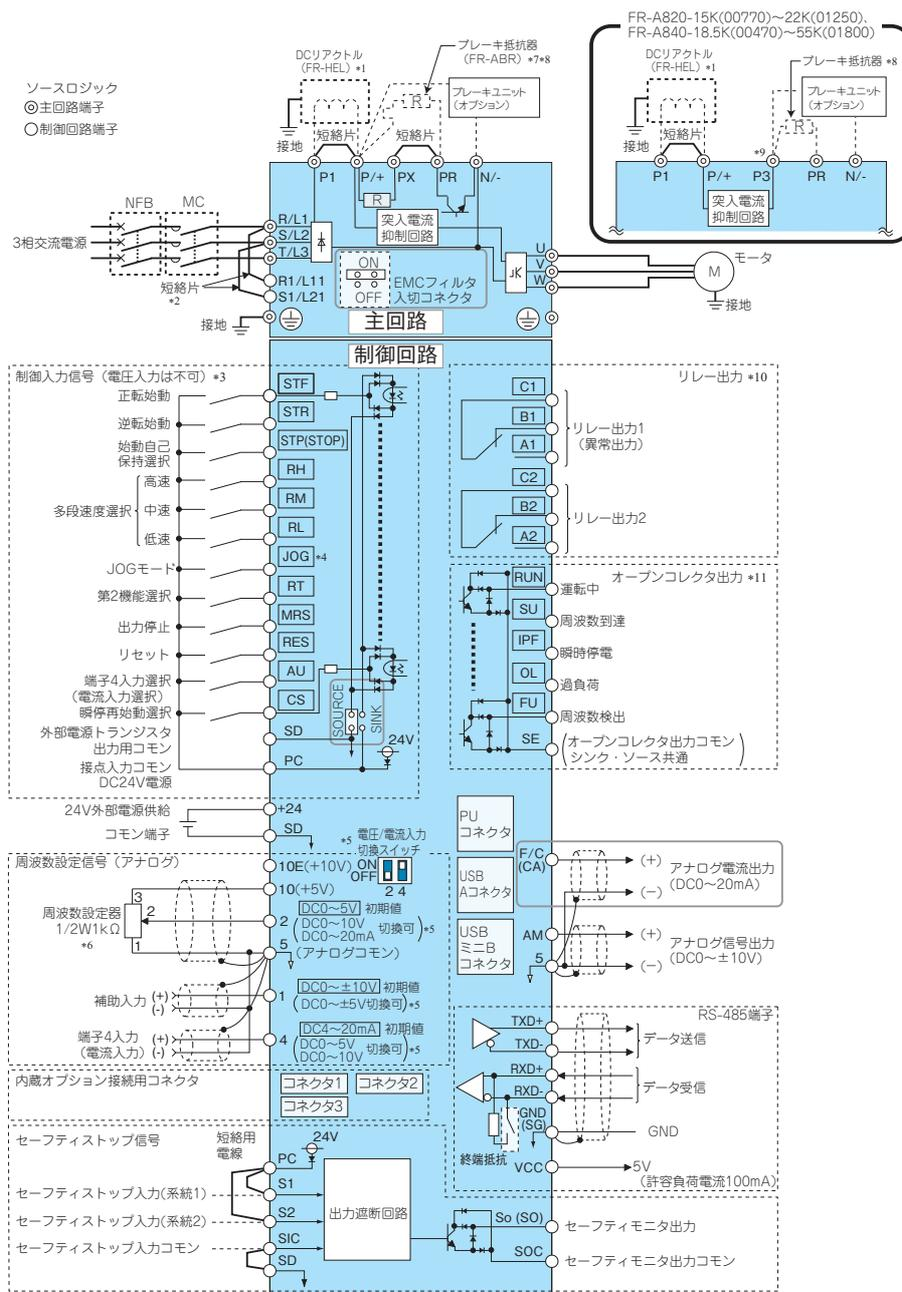 FR-A820-15K(00770)～22K(01250)、
FR-A840-18.5K(00470)～55K(01800)
ソースロジック
◎主回路端子
○制御回路端子
DCリアクトル
(FR-HEL) *1
ブレーキ抵抗器
(FR-ABR) *7*8
ブレーキユニット
(オプション)
R
接地
短絡片
短絡片
P1
P/+
PX
PR
N/-
R
突入電流
抑制回路
DCリアクトル
(FR-HEL) *1
ブレーキ抵抗器 *8
ブレーキユニット
(オプション)
R
接地
短絡片
*9
P1
P/+
P3
PR
N/-
突入電流
抑制回路
NFB
MC
3相交流電源
R/L1
S/L2
T/L3
R1/L11
S1/L21
短絡片
*2
接地
ON
OFF
EMCフィルタ
入切コネクタ
U
V
W
M
モータ
接地
主回路
制御回路
制御入力信号（電圧入力は不可）*3
正転始動
STF
逆転始動
STR
始動自己
保持選択
STP(STOP)
多段速度選択
高速
RH
中速
RM
低速
RL
JOGモード
JOG *4
第2機能選択
RT
出力停止
MRS
リセット
RES
端子4入力選択
(電流入力選択)
AU
瞬停再始動選択
CS
SOURCE
SINK
24V
外部電源トランジスタ
出力用コモン
SD
接点入力コモン
DC24V電源
PC
リレー出力 *10
C1
B1
A1
リレー出力1
(異常出力)
C2
B2
A2
リレー出力2
オープンコレクタ出力 *11
RUN
運転中
SU
周波数到達
IPF
瞬時停電
OL
過負荷
FU
周波数検出
SE
(オープンコレクタ出力コモン
シンク・ソース共通)
24V外部電源供給
+24
コモン端子
SD
*5 電圧/電流入力
切換スイッチ
ON
OFF
2 4
周波数設定信号（アナログ）
10E(+10V)
10(+5V)
周波数設定器
1/2W1kΩ
*6
3
2
1
2
DC0～5V 初期値
(DC0～10V
DC0～20mA 切換可) *5
5
(アナログコモン)
補助入力 (+)
(-)
1
DC0～±10V 初期値
(DC0～±5V切換可) *5
端子4入力 (+)
(電流入力) (-)
4
DC4～20mA 初期値
(DC0～5V
DC0～10V 切換可) *5
PU
コネクタ
USB
Aコネクタ
USB
ミニB
コネクタ
F/C
(CA)
(+)
(-)
アナログ電流出力
(DC0～20mA)
AM
5
(+)
(-)
アナログ信号出力
(DC0～±10V)
RS-485端子
TXD+
TXD-
データ送信
RXD+
RXD-
データ受信
GND
(SG)
GND
終端抵抗
VCC
5V
(許容負荷電流100mA)
内蔵オプション接続用コネクタ
コネクタ1
コネクタ2
コネクタ3
セーフティストップ信号
短絡用
電線
24V
PC
S1
セーフティストップ入力(系統1)
S2
セーフティストップ入力(系統2)
SIC
セーフティストップ入力コモン
SD
出力遮断回路
So (SO)
セーフティモニタ出力
SOC
セーフティモニタ出力コモン